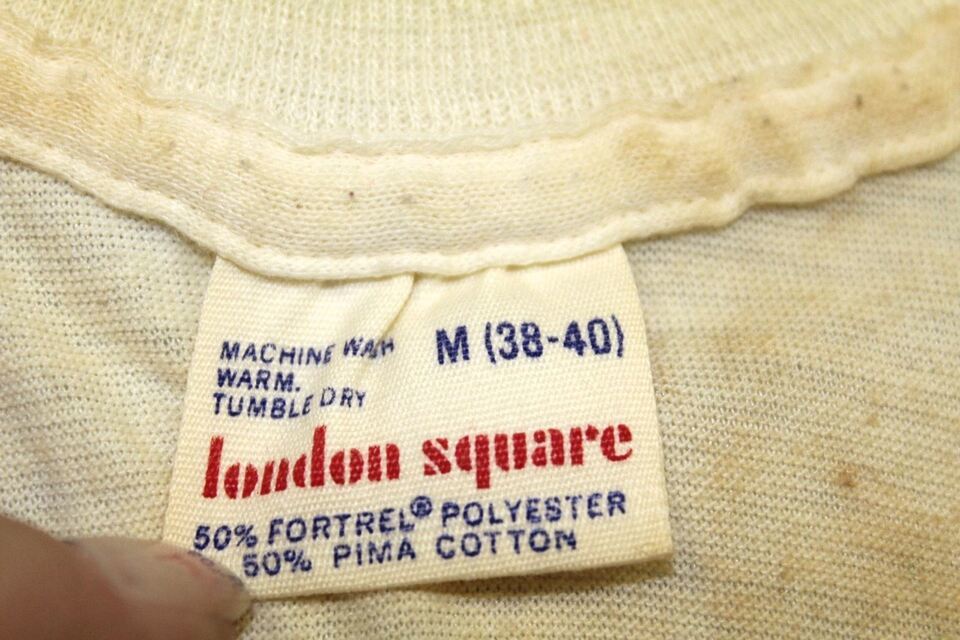 MACHINE WASH M (38-40)
WARM.
TUMBLE DRY
london square
50% FORTREL® POLYESTER
50% PIMA COTTON